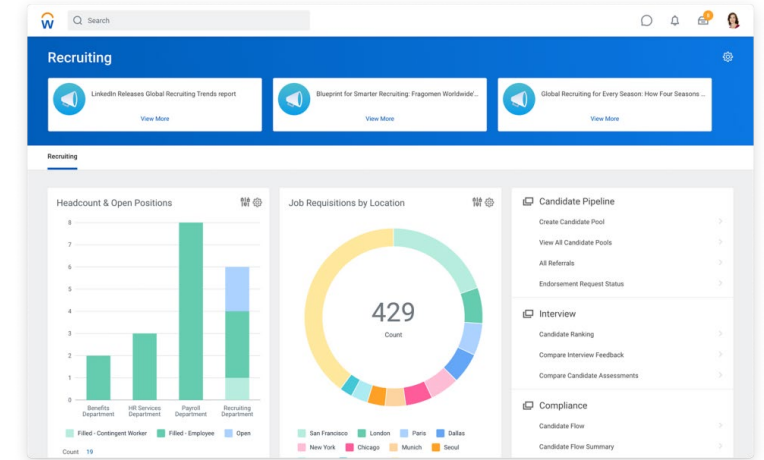 W
Search
Recruiting
LinkedIn Releases Global Recruiting Trends report
View More
Blueprint for Smarter Recruiting: Fragomen Worldwide'...
View More
Global Recruiting for Every Season: How Four Seasons ...
View More
Recruiting
Headcount & Open Positions
8
7
6
5
4
3
2
1
0
Benefits
Department
HR Services
Department
Payroll
Department
Recruiting
Department
Filled - Contingent Worker
Filled - Employee
Open
Count 19
Job Requisitions by Location
429
Count
San Francisco
London
Paris
Dallas
New York
Chicago
Munich
Seoul
Candidate Pipeline
Create Candidate Pool
View All Candidate Pools
All Referrals
Endorsement Request Status
Interview
Candidate Ranking
Compare Interview Feedback
Compare Candidate Assessments
Compliance
Candidate Flow
Candidate Flow Summary